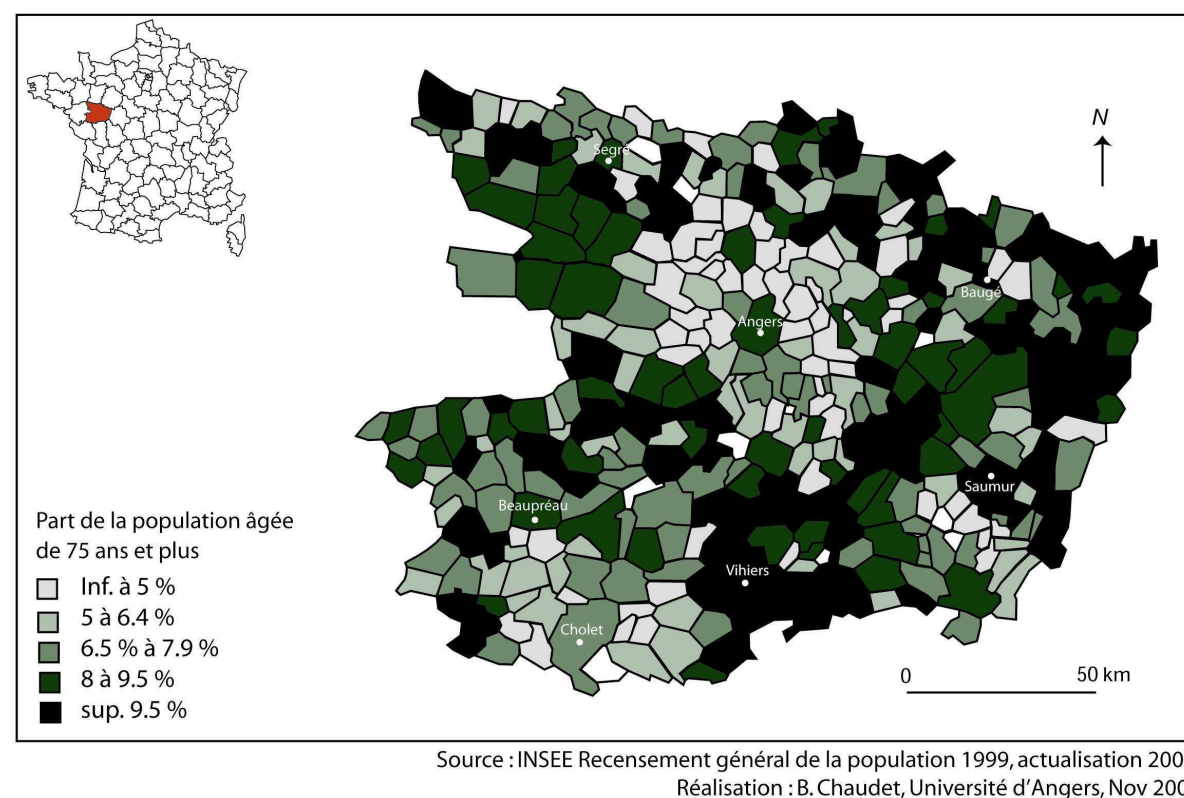 N
Segré
Baugé
Angers
Saumur
Beaupréau
Vihiers
Cholet
Part de la population âgée
de 75 ans et plus
Inf. à 5 %
5 à 6.4 %
6.5 % à 7.9 %
8 à 9.5 %
sup. 9.5 %
0 50 km
Source : INSEE Recensement général de la population 1999, actualisation
Réalisation : B. Chaudet, Université d'Angers, Nov